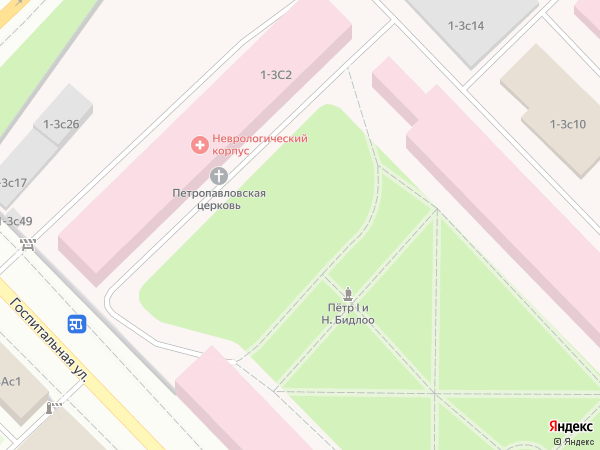 1-3с14
1-3С2
1-3с26
1-3с10
Неврологический
корпус
1-3с17
Петропавловская
церковь
1-3с49
Пётр I и
Н. Бидлоо
Госпитальная ул.
4Ас1
Яндекс
© Яндекс